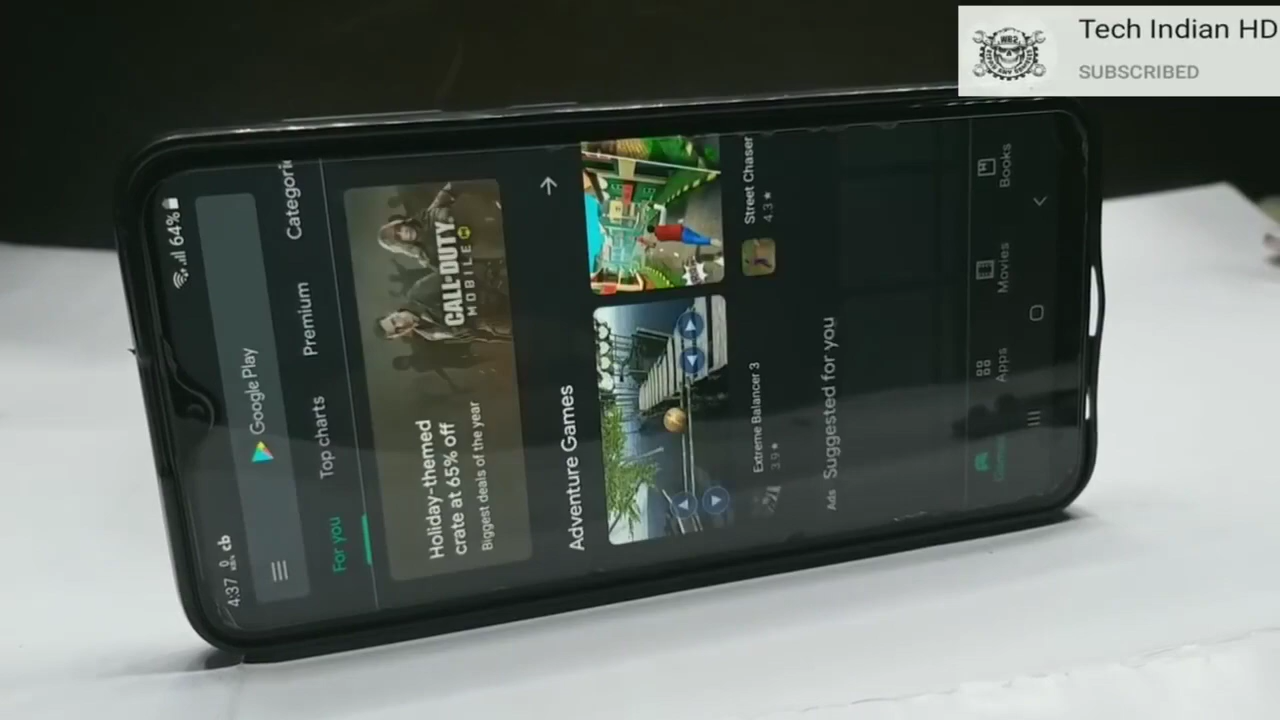 Tech Indian HD
SUBSCRIBED
4:37
64%
Google Play
For you
Top charts
Premium
Categori
CALL OF DUTY
MOBILE
Holiday-themed
crate at 65% off
Biggest deals of the year
Adventure Games
Extreme Balancer 3
3.9 ★
Street Chaser
4.3 ★
Ads Suggested for you
Apps
Movies
Books